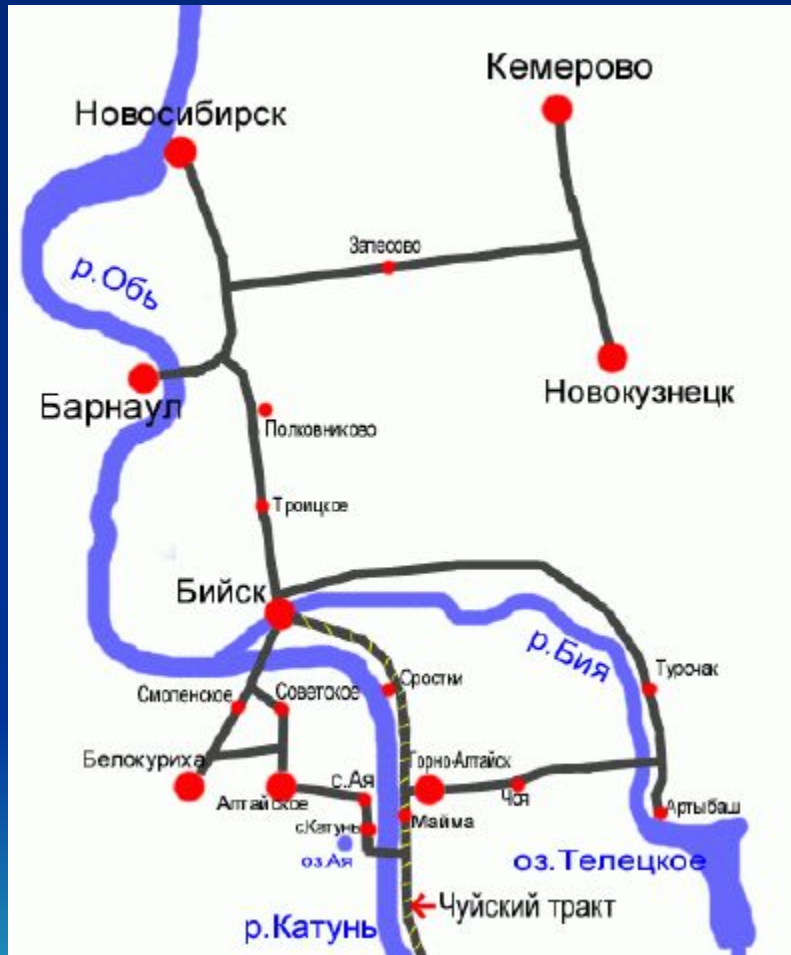 Кемерово
Новосибирск
Залесово
р.Обь
Новокузнецк
Барнаул
Полковниково
Троицкое
Бийск
р.Бия
Турочак
Сростки
Смоленское
Советское
Белокуриха
Горно-Алтайск
с.Ая
Алтайское
Чоя
Артыбаш
Майма
с.Катунь
оз.Ая
оз.Телецкое
Чуйский тракт
р.Катунь